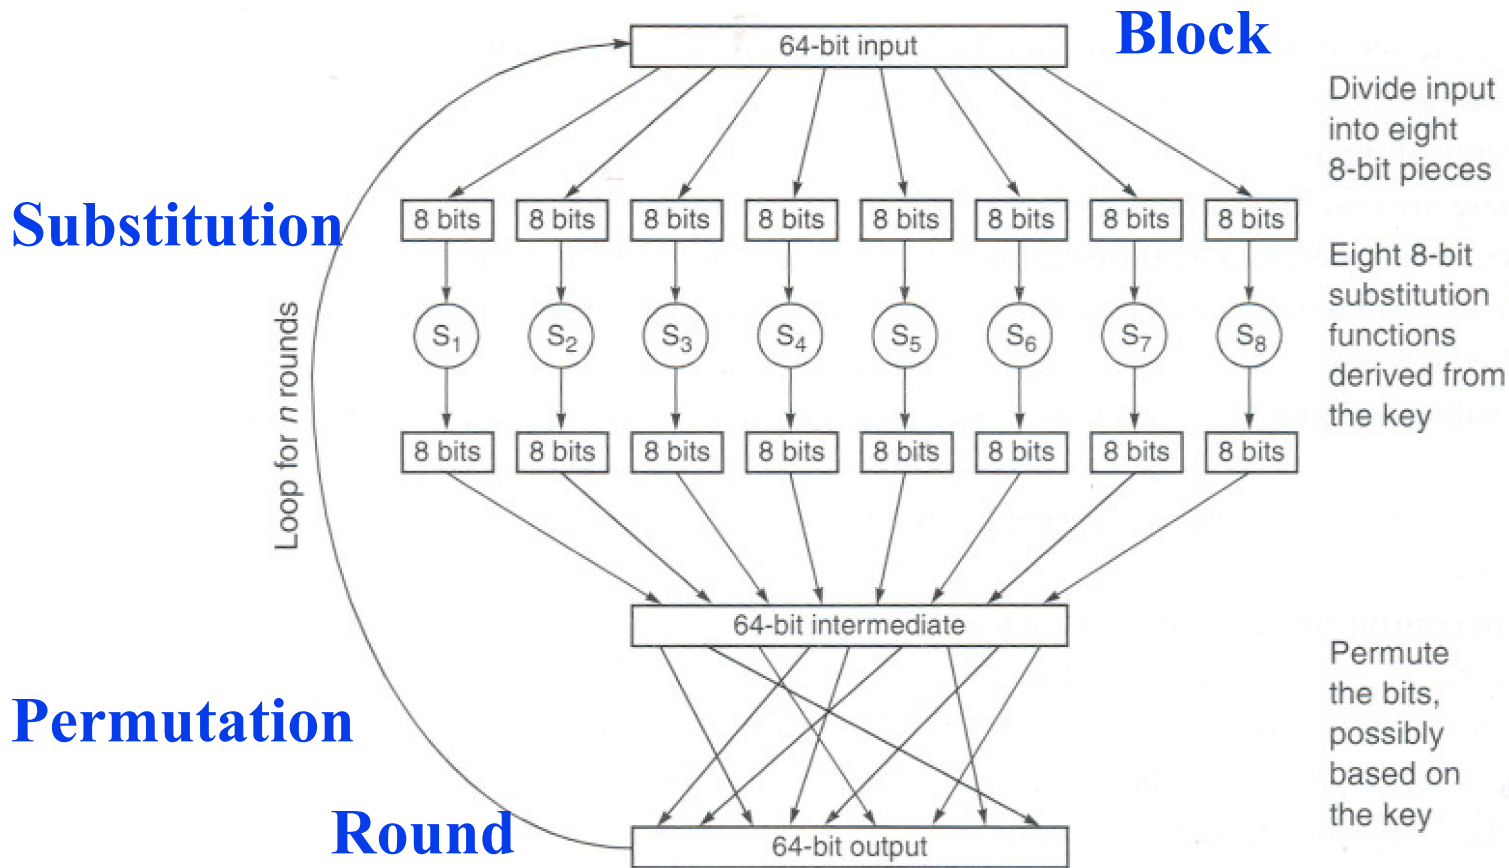 Block
64-bit input
Divide input
into eight
8-bit pieces
Substitution
8 bits 8 bits 8 bits 8 bits 8 bits 8 bits 8 bits 8 bits
Eight 8-bit
substitution
functions
derived from
the key
Loop for n rounds
S1 S2 S3 S4 S5 S6 S7 S8
8 bits 8 bits 8 bits 8 bits 8 bits 8 bits 8 bits 8 bits
64-bit intermediate
Permutation
Permute
the bits,
possibly
based on
the key
Round
64-bit output